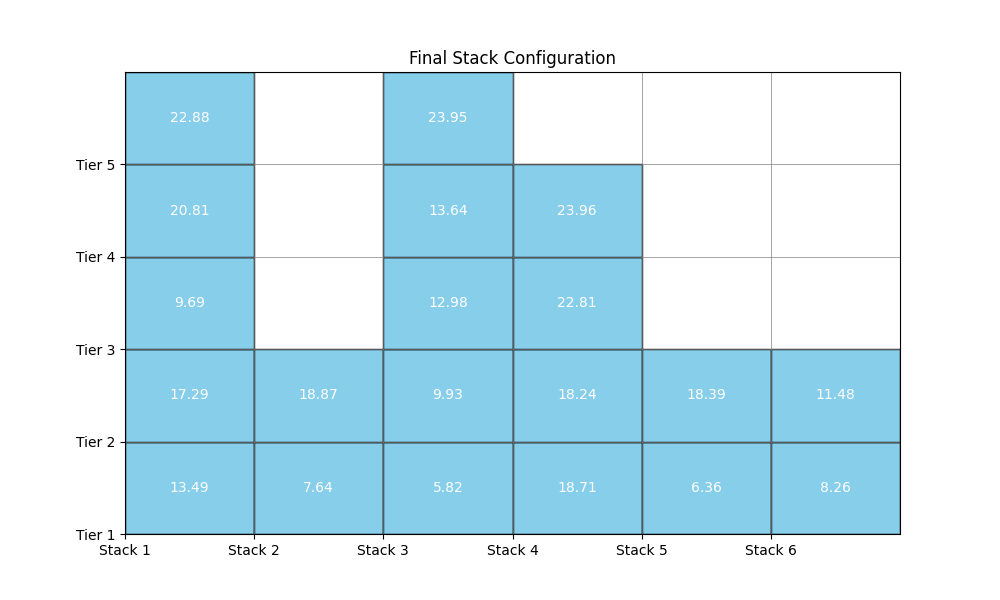 Final Stack Configuration
22.88 23.95
Tier 5
20.81 13.64 23.96
Tier 4
9.69 12.98 22.81
Tier 3
17.29 18.87 9.93 18.24 18.39 11.48
Tier 2
13.49 7.64 5.82 18.71 6.36 8.26
Tier 1
Stack 1 Stack 2 Stack 3 Stack 4 Stack 5 Stack 6